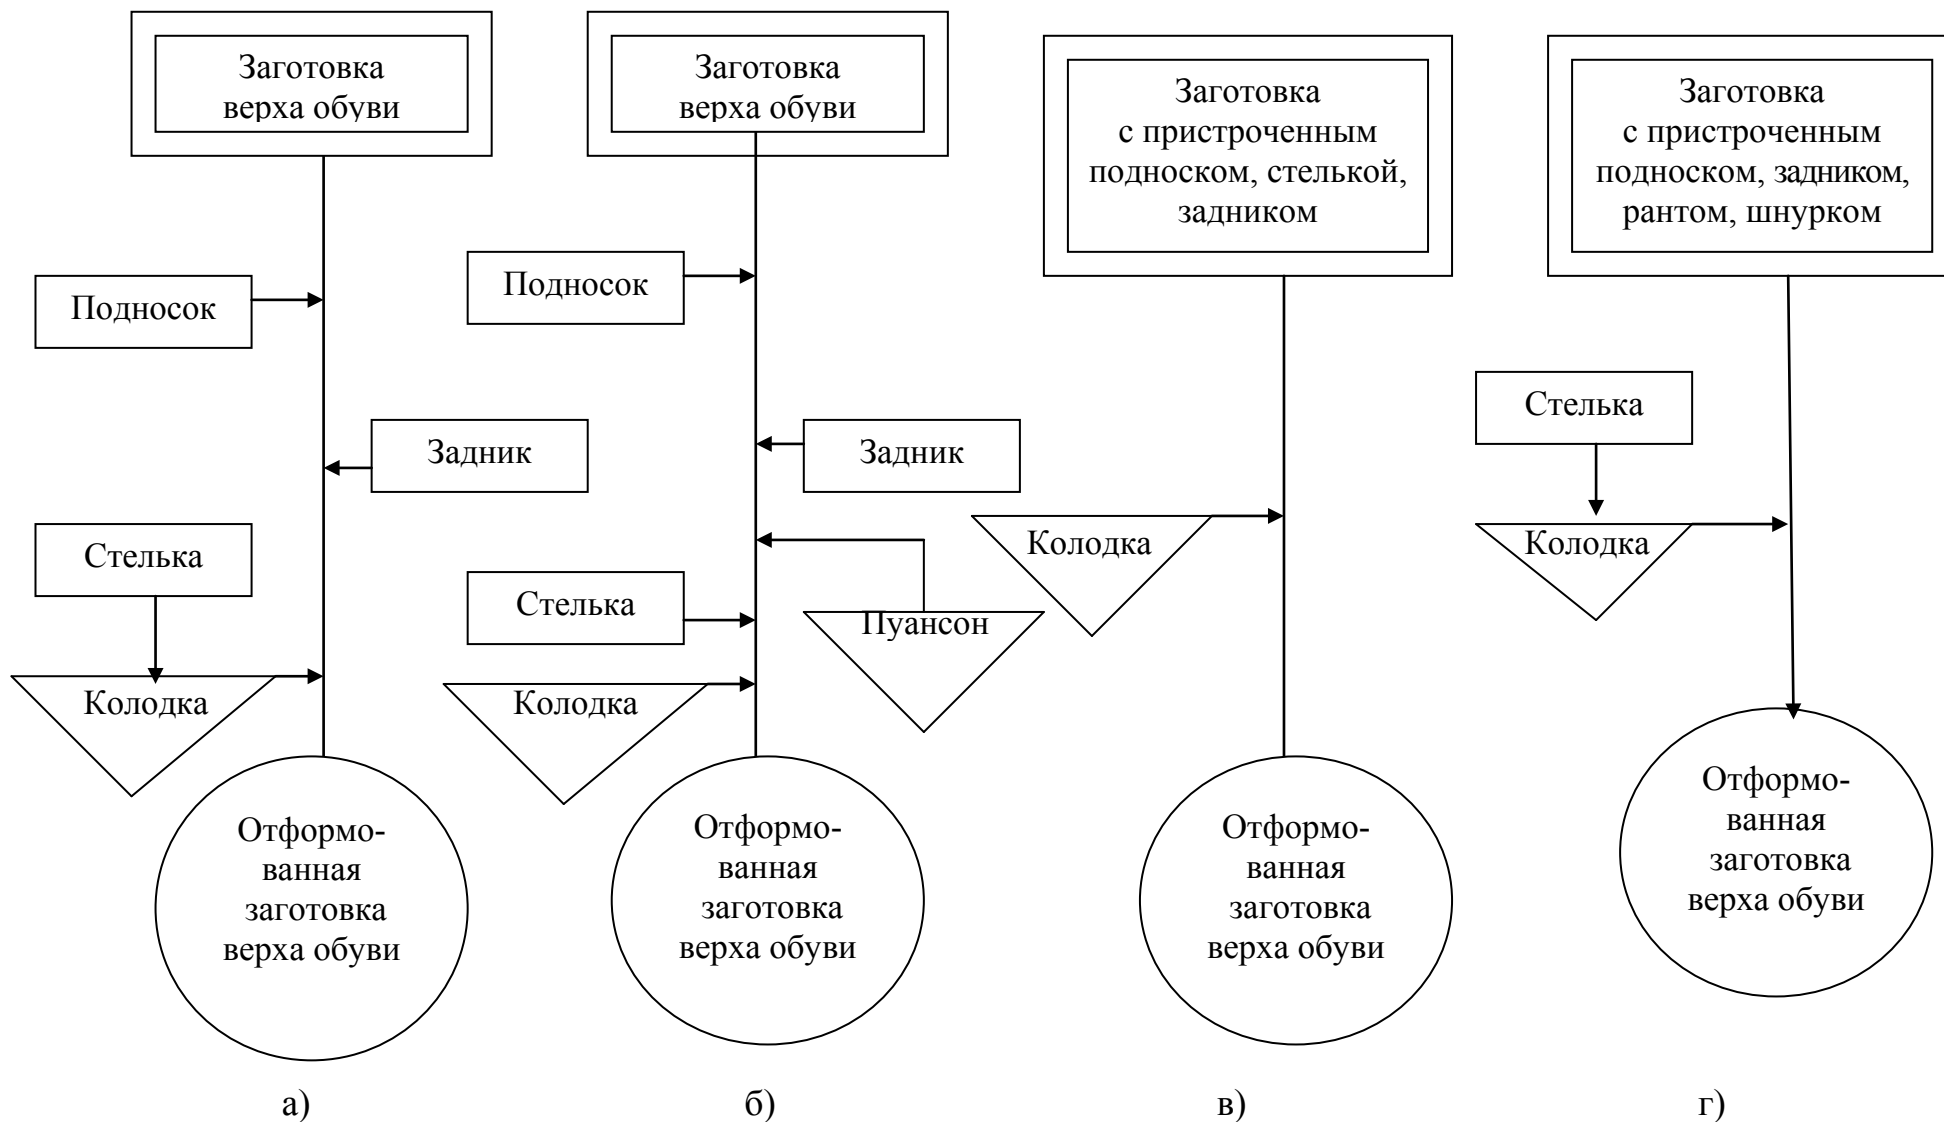 Заготовка
верха обуви
Подносок
Задник
Стелька
Колодка
Отформо-
ванная
заготовка
верха обуви
а)
Заготовка
верха обуви
Подносок
Задник
Пуансон
Стелька
Колодка
Отформо-
ванная
заготовка
верха обуви
б)
Заготовка
с пристроченным
подноском, стелькой,
задником
Колодка
Отформо-
ванная
заготовка
верха обуви
в)
Заготовка
с пристроченным
подноском, задником,
рантом, шнурком
Стелька
Колодка
Отформо-
ванная
заготовка
верха обуви
г)